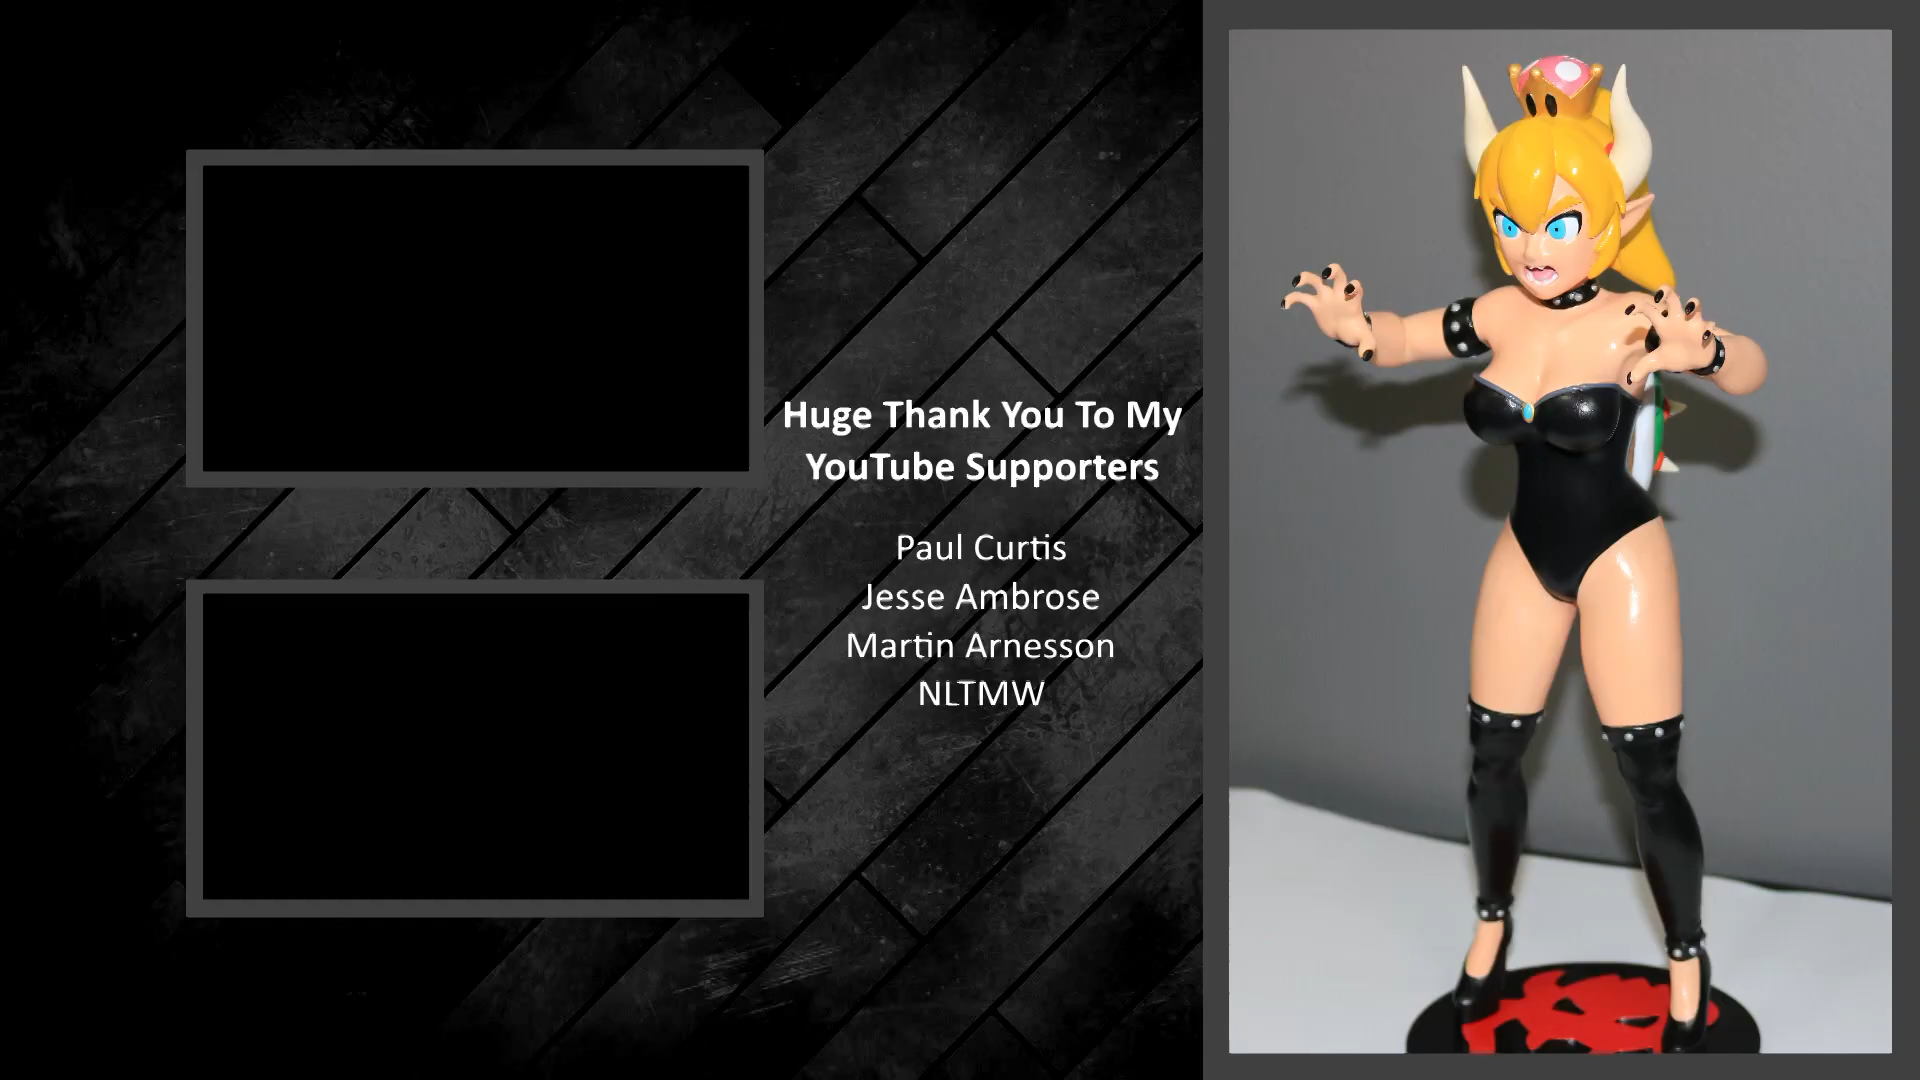 Huge Thank You To My
YouTube Supporters
Paul Curtis
Jesse Ambrose
Martin Arnesson
NLTMW